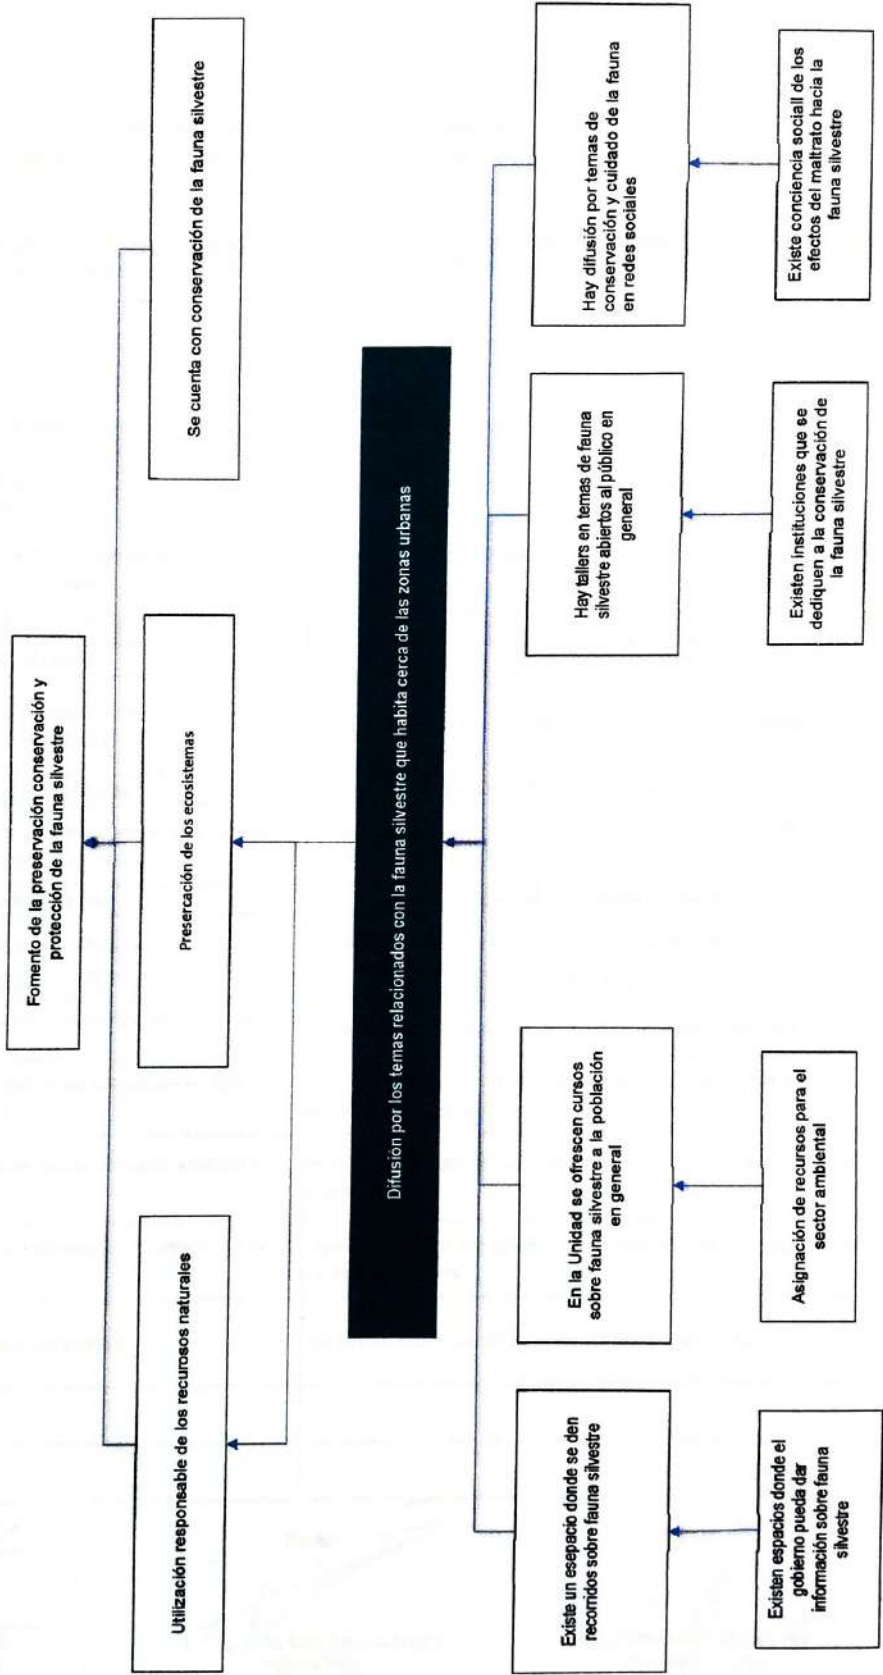 Fomento de la preservación conservación y
protección de la fauna silvestre
Utilización responsable de los recurosos naturales
Presercación de los ecosistemas
Se cuenta con conservación de la fauna silvestre
Difusión por los temas relacionados con la fauna silvestre que habita cerca de las zonas urbanas
Existe un esepacio donde se den
recorridos sobre fauna silvestre
En la Unidad se ofrescen cursos
sobre fauna silvestre a la población
en general
Hay tallers en temas de fauna
silvestre abiertos al público en
general
Hay difusión por temas de
conservación y cuidado de la fauna
en redes sociales
Existen espacios donde el
gobierno pueda dar
información sobre fauna
silvestre
Asignación de recursos para el
sector ambiental
Existen instituciones que se
dediquen a la conservación de
la fauna silvestre
Existe conciencia sociall de los
efectos del maltrato hacia la
fauna silvestre